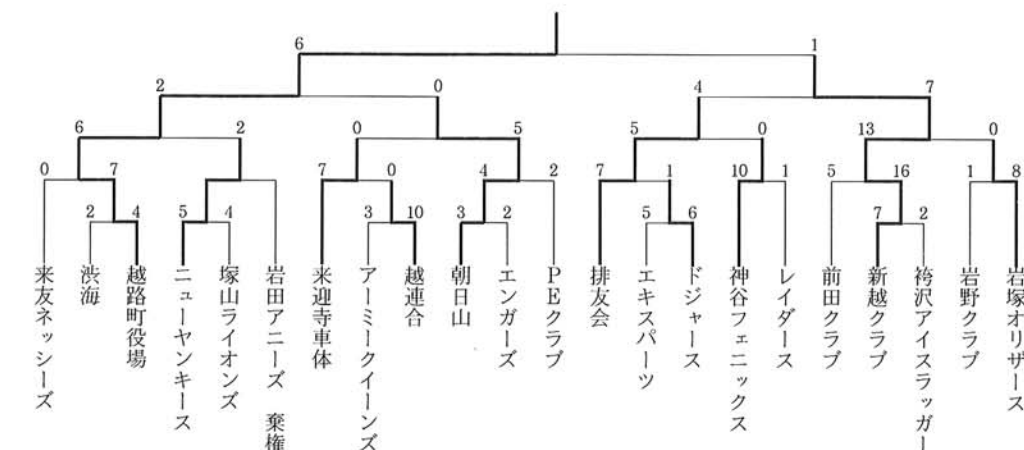 6 1
2 0 4 7
6 2 0 5 5 0 13 0
0 7 7 0 4 2 7 1 10 1 5 16 1 8
2 4 5 4 3 10 3 2 5 6 7 2
来友ネッシーズ
渋海
越路町役場
ニューヤンキース
塚山ライオンズ
岩田アニーズ 棄権
来迎寺車体
アーミークイーンズ
越連合
朝日山
エンガーズ
PEクラブ
排友会
エキスパーツ
ドジャース
神谷フェニックス
レイダース
前田クラブ
新越クラブ
袴沢アイスラッガー
岩野クラブ
岩塚オリザース